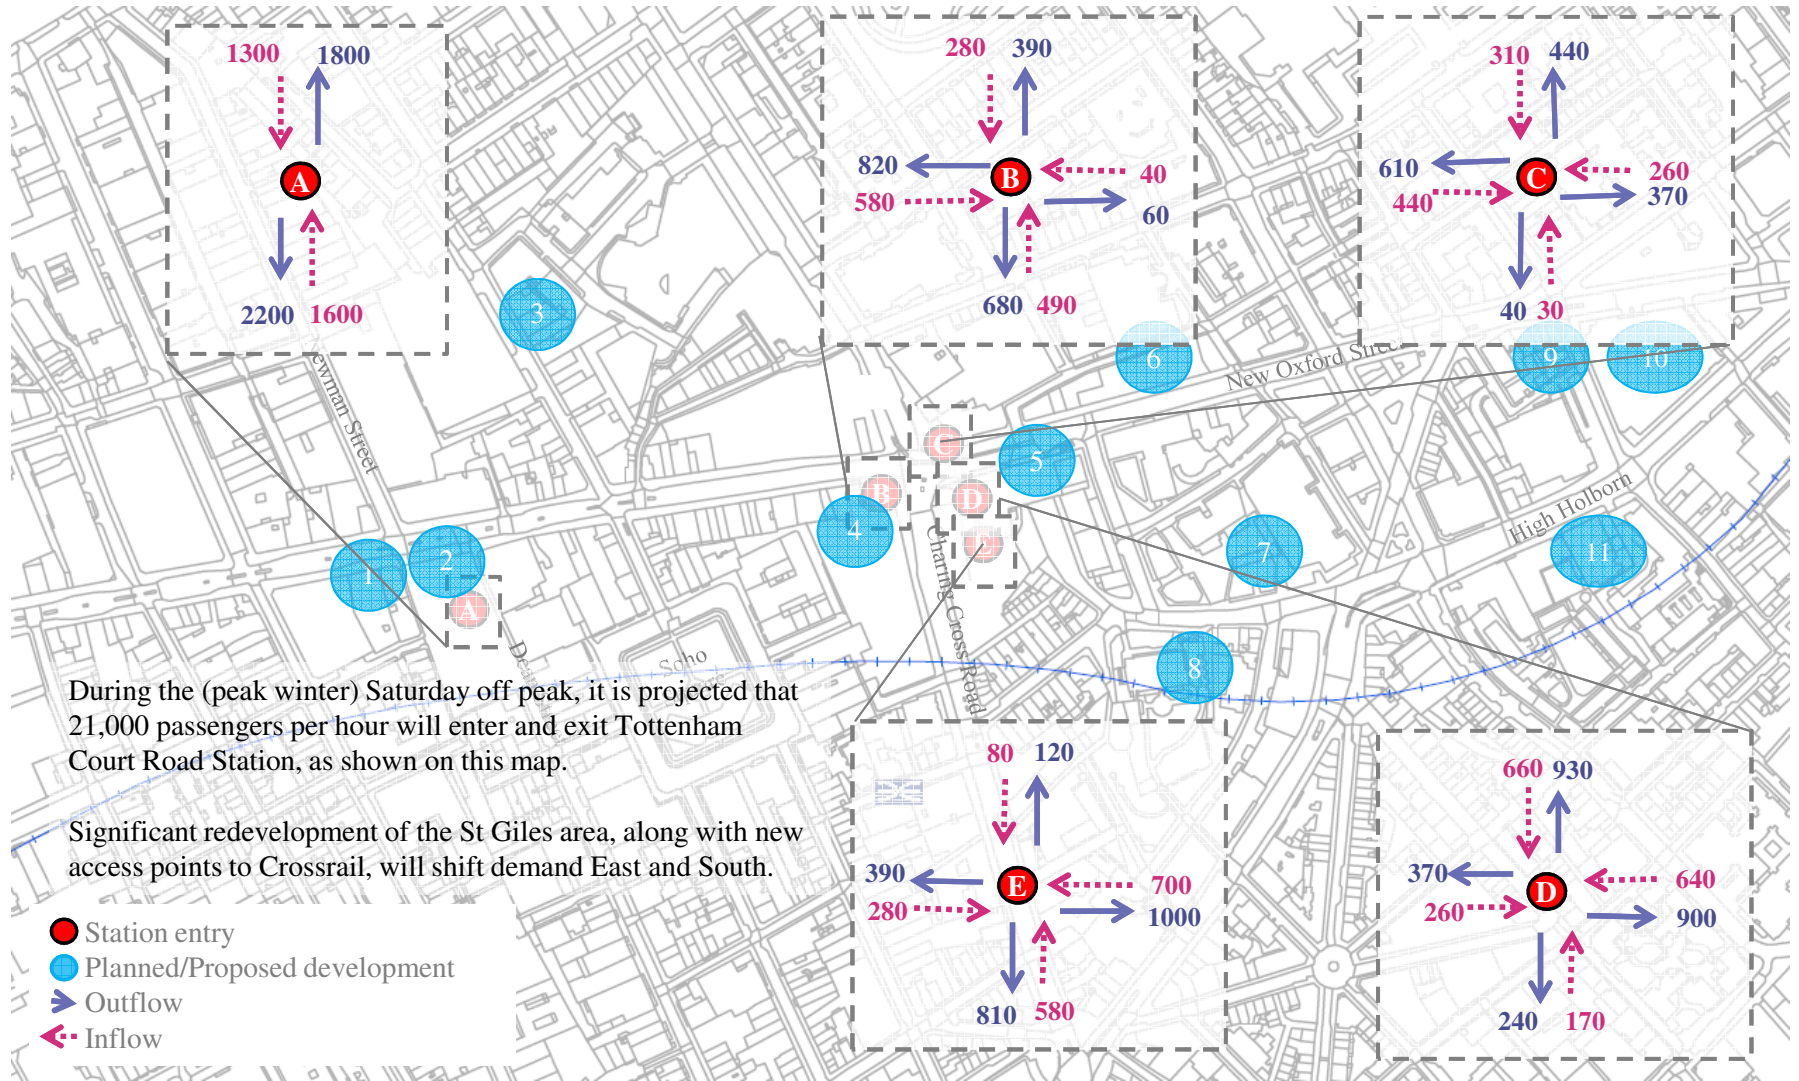 1300 1800
A
2200 1600
280 390
820 40
B
580 60
680 490
310 440
610 260
C
440 370
40 30
3
6
9
10
New Oxford Street
Newman Street
C
5
B
D
4
E
High Holborn
1
2
7
11
A
Charing Cross Road
Soho
8
During the (peak winter) Saturday off peak, it is projected that
21,000 passengers per hour will enter and exit Tottenham
Court Road Station, as shown on this map.
Significant redevelopment of the St Giles area, along with new
access points to Crossrail, will shift demand East and South.
Station entry
Planned/Proposed development
Outflow
Inflow
80 120
390 700
E
280 1000
810 580
660 930
370 640
D
260 900
240 170